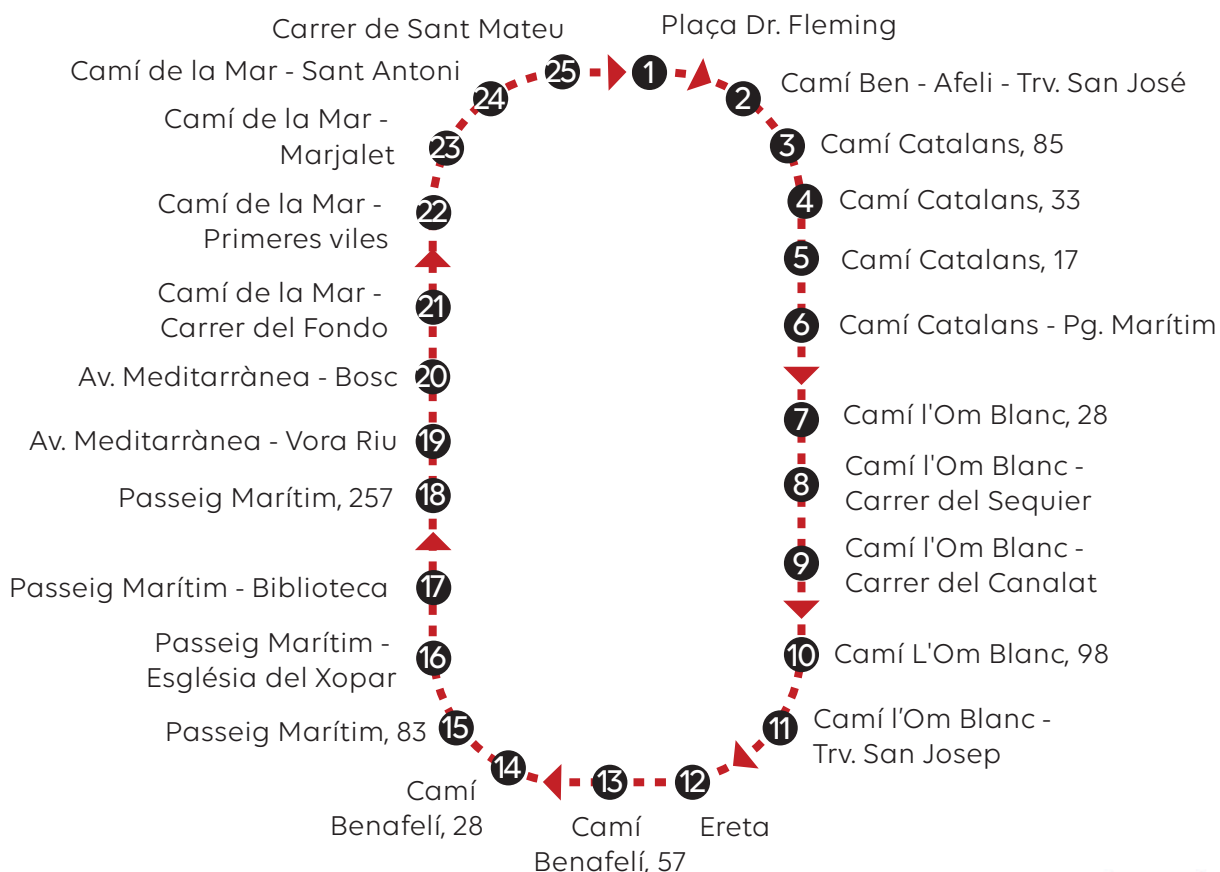 Plaça Dr. Fleming
1
Camí Ben - Afeli - Trv. San José
2
Camí Catalans, 85
3
Camí Catalans, 33
4
Camí Catalans, 17
5
Camí Catalans - Pg. Marítim
6
Camí l'Om Blanc, 28
7
Camí l'Om Blanc -
Carrer del Sequier
8
Camí l'Om Blanc -
Carrer del Canalat
9
Camí L'Om Blanc, 98
10
Camí l'Om Blanc -
Trv. San Josep
11
Ereta
12
Camí
Benafelí, 57
13
Camí
Benafelí, 28
14
Passeig Marítim, 83
15
Passeig Marítim -
Església del Xopar
16
Passeig Marítim - Biblioteca
17
Passeig Marítim, 257
18
Av. Meditarrànea - Vora Riu
19
Av. Meditarrànea - Bosc
20
Camí de la Mar -
Carrer del Fondo
21
Camí de la Mar -
Primeres viles
22
Camí de la Mar -
Marjalet
23
Camí de la Mar - Sant Antoni
24
Carrer de Sant Mateu
25